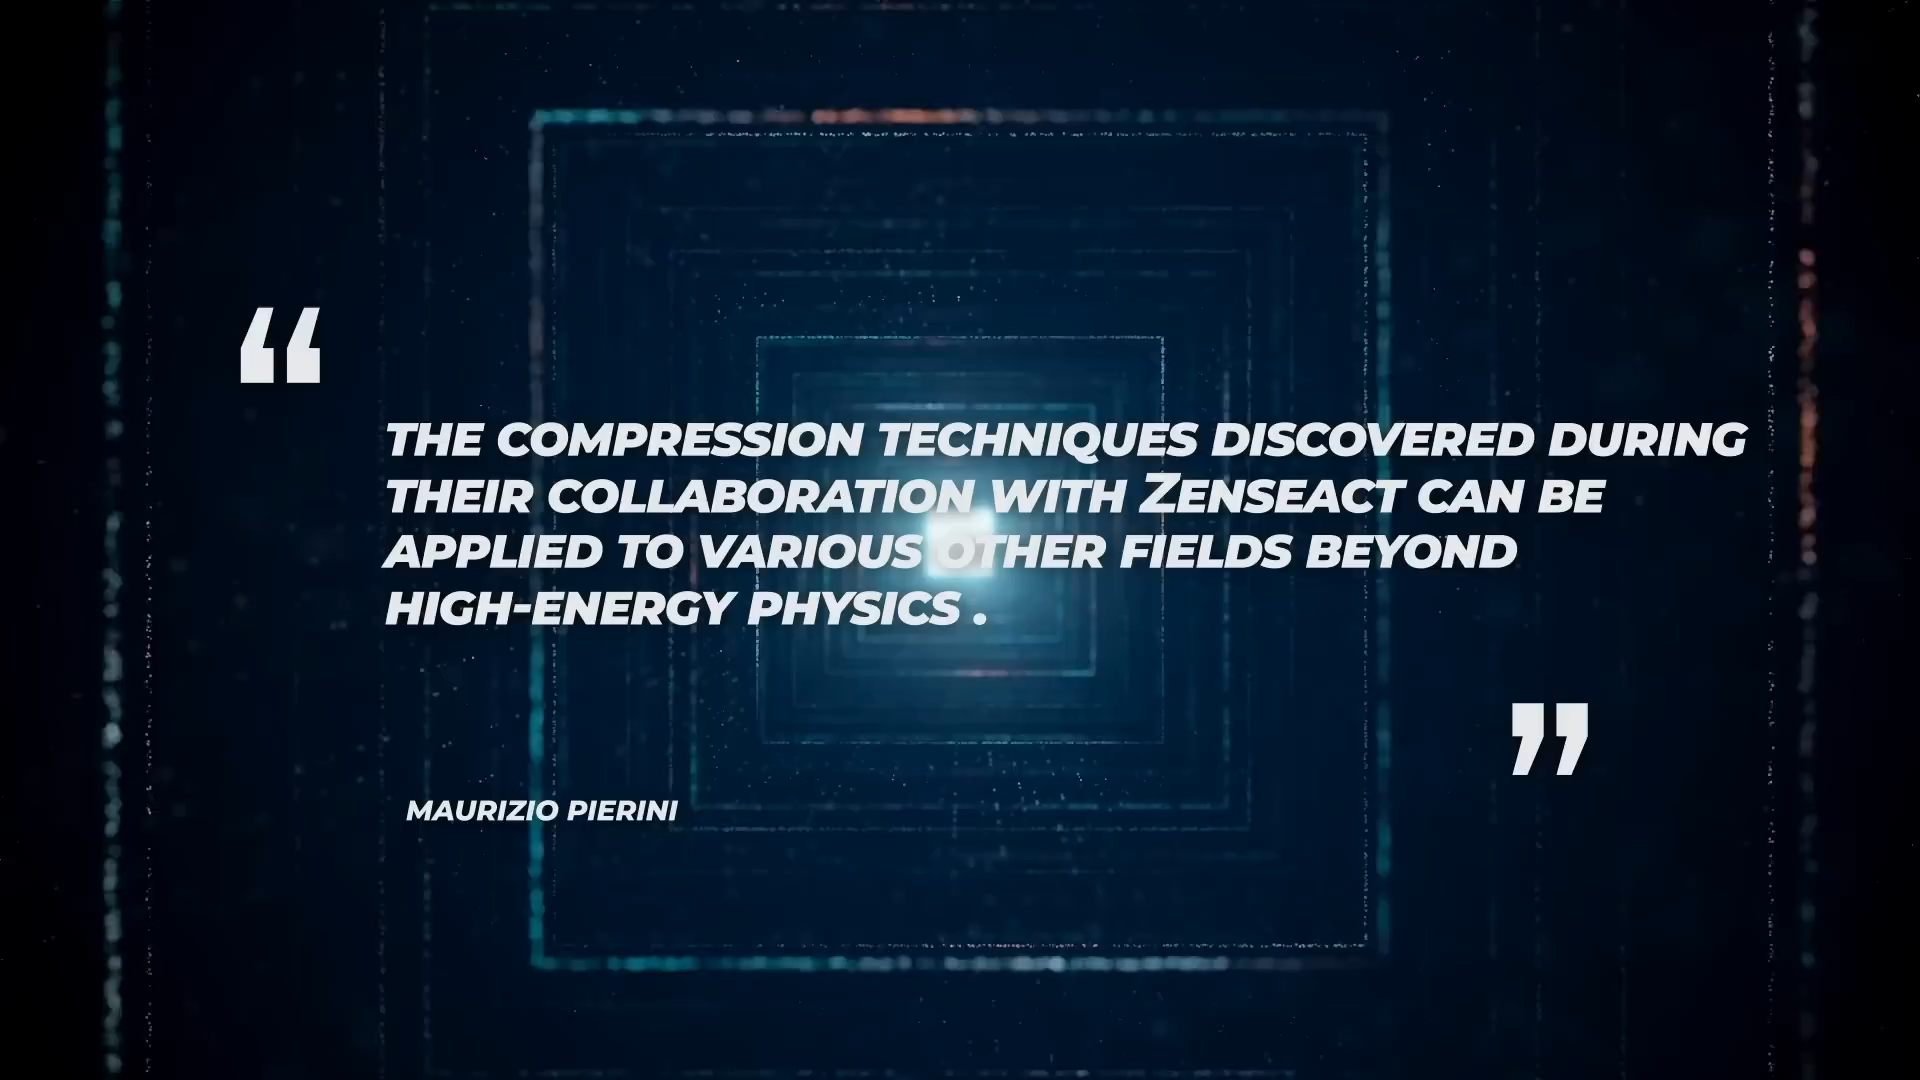 “
THE COMPRESSION TECHNIQUES DISCOVERED DURING
THEIR COLLABORATION WITH ZENSEACT CAN BE
APPLIED TO VARIOUS OTHER FIELDS BEYOND
HIGH-ENERGY PHYSICS .
”
MAURIZIO PIERINI